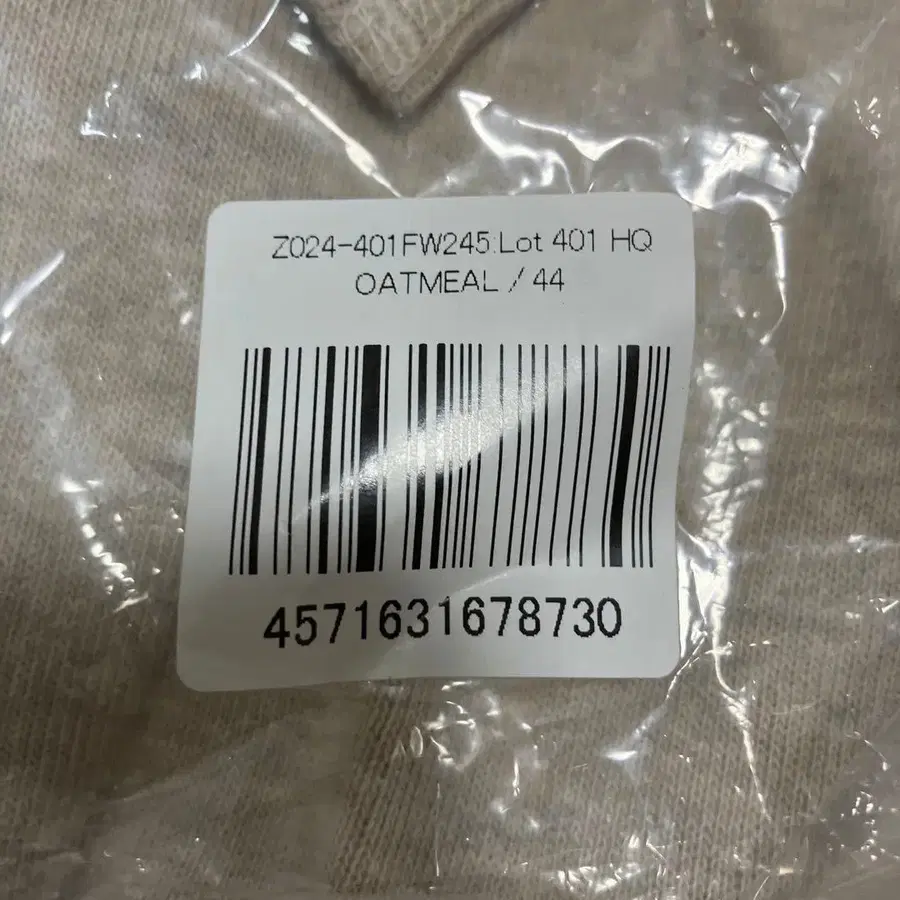 Z024-401FW245:Lot 401 HQ
OATMEAL / 44
4571631678730